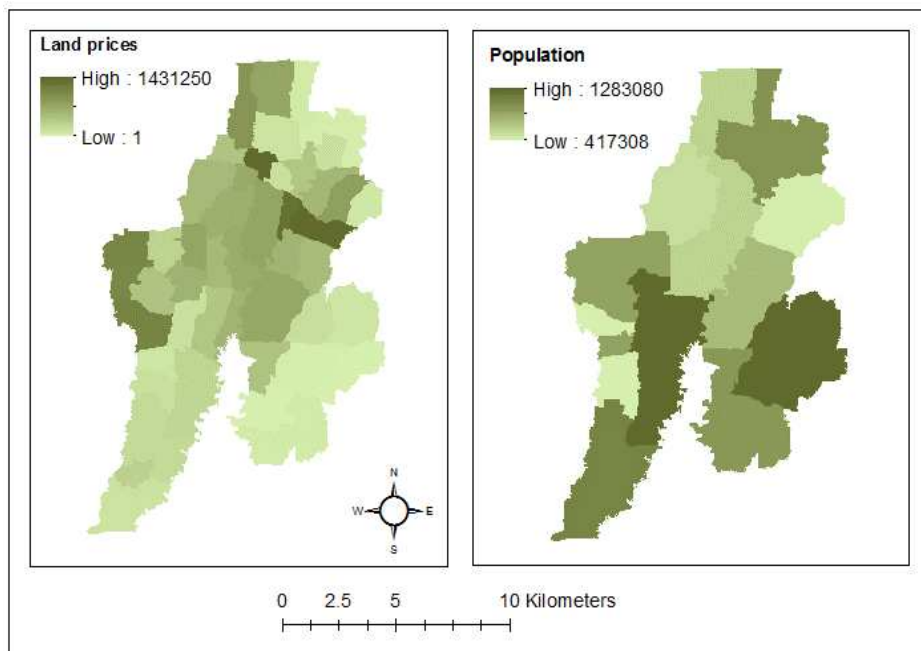 Land prices
High : 1431250
Low : 1
Population
High : 1283080
Low : 417308
N
W E
S
0 2.5 5 10 Kilometers